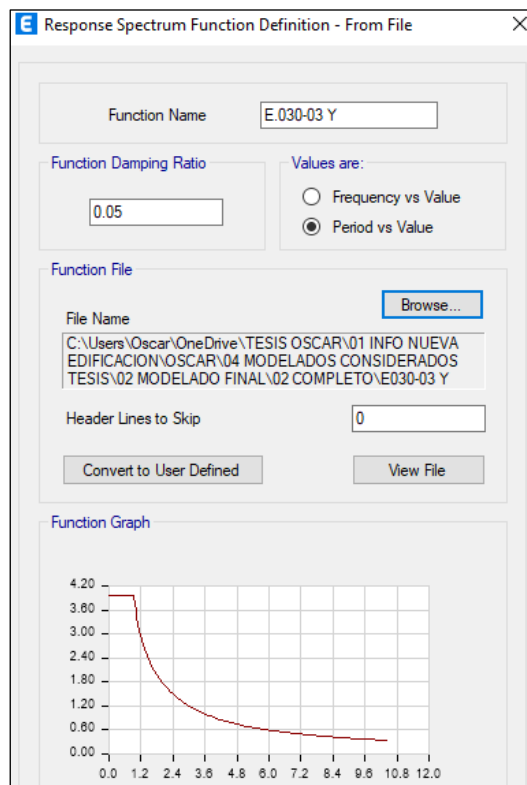 E Response Spectrum Function Definition - From File
Function Name E.030-03 Y
Function Damping Ratio
0.05
Values are:
Frequency vs Value
Period vs Value
Function File
Browse...
File Name
C:\Users\Oscar\OneDrive\TESIS OSCAR\01 INFO NUEVA
EDIFICACION\OSCAR\04 MODELADOS CONSIDERADOS
TESIS\02 MODELADO FINAL\02 COMPLETO\E030-03 Y
Header Lines to Skip 0
Convert to User Defined View File
Function Graph
4.20
3.60
3.00
2.40
1.80
1.20
0.60
0.00
0.0 1.2 2.4 3.6 4.8 6.0 7.2 8.4 9.6 10.8 12.0